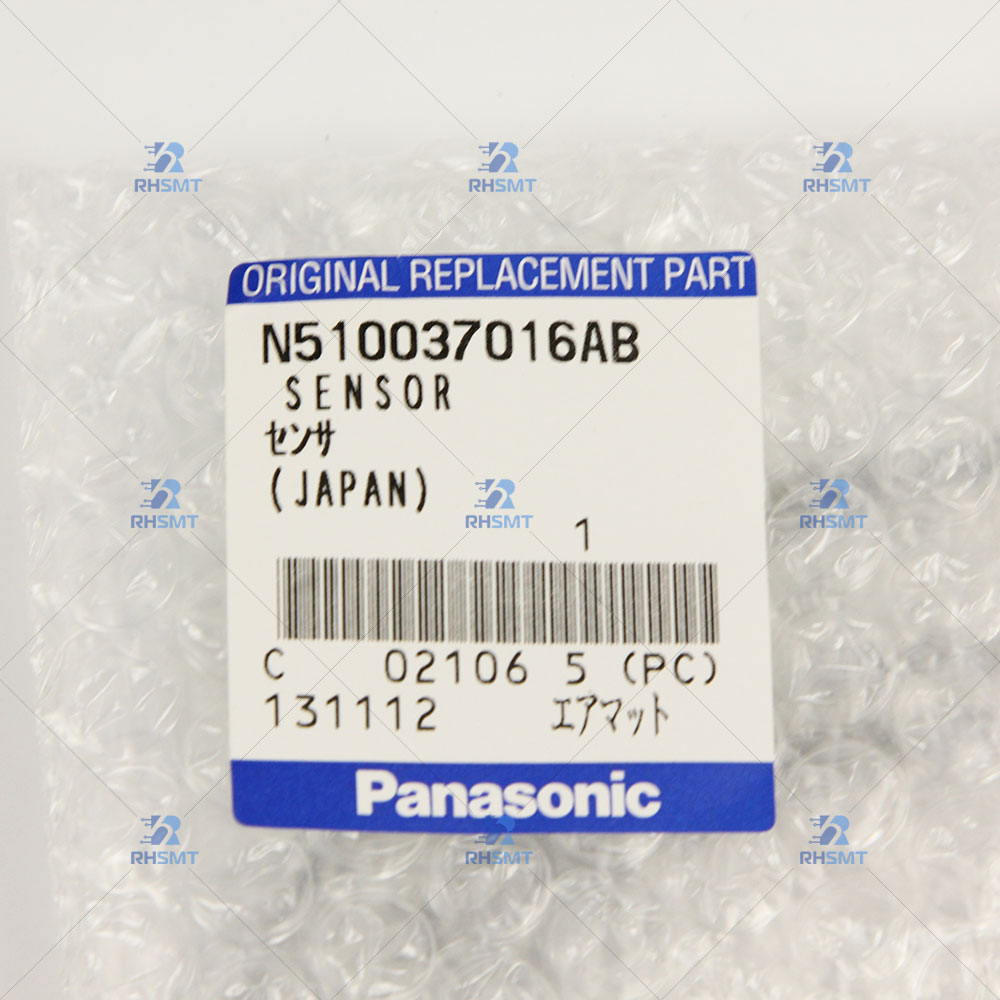 RHSMT RHSMT RHSMT
ORIGINAL REPLACEMENT PART
N510037016AB
SENSOR
センサ
(JAPAN)
RHSMT RHSMT RHSMT
1
C 02106 5 (PC)
131112 エアマット
Panasonic
RHSMT RHSMT RHSMT